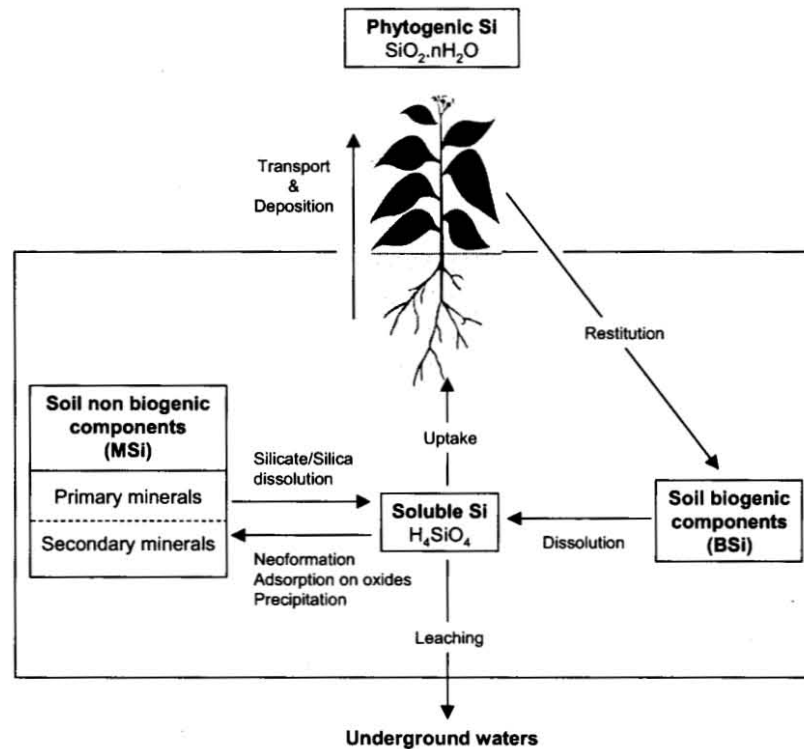 Phytogenic Si
SiO₂.nH₂O
Transport
&
Deposition
Restitution
Soil non biogenic
components
(MSi)
Primary minerals
Secondary minerals
Silicate/Silica
dissolution
Neoformation
Adsorption on oxides
Precipitation
Uptake
Soluble Si
H₄SiO₄
Dissolution
Soil biogenic
components
(BSi)
Leaching
Underground waters